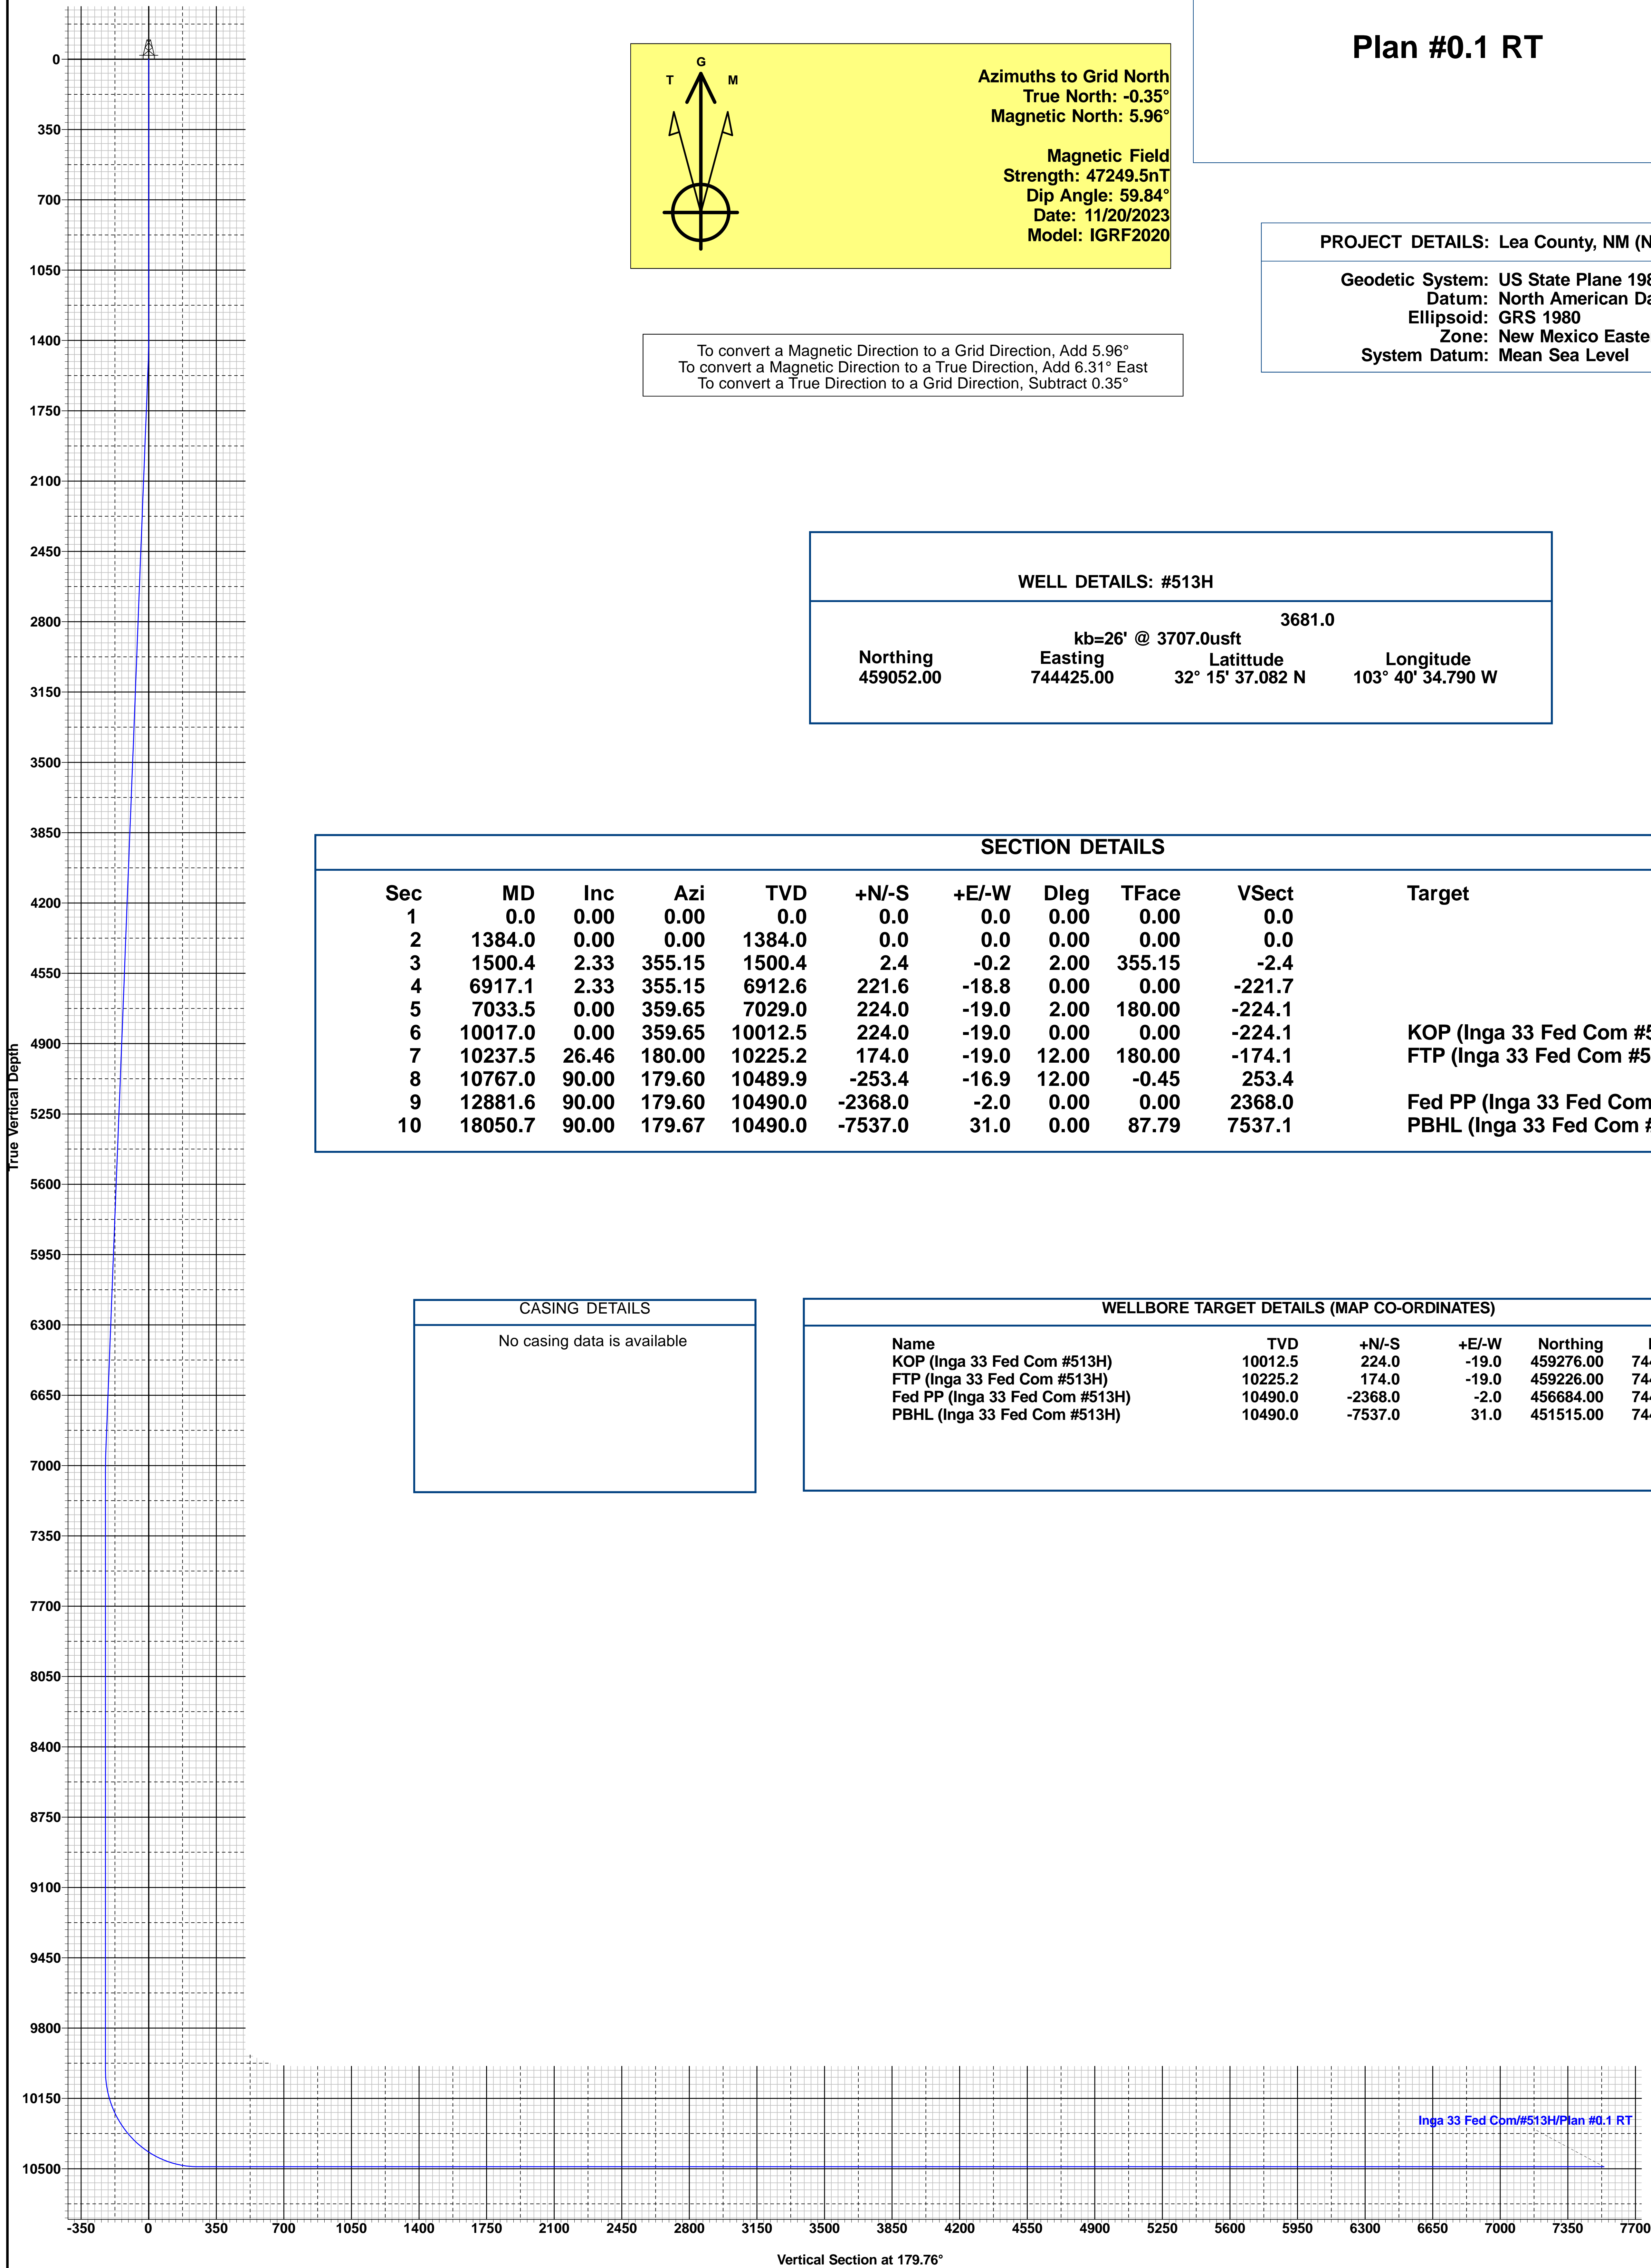 Plan #0.1 RT
G
T M
Azimuths to Grid North
True North: -0.35°
Magnetic North: 5.96°
Magnetic Field
Strength: 47249.5nT
Dip Angle: 59.84°
Date: 11/20/2023
Model: IGRF2020
PROJECT DETAILS: Lea County, NM
Geodetic System: US State Plane
Datum: North American
Ellipsoid: GRS 1980
Zone: New Mexico
System Datum: Mean Sea Level
To convert a Magnetic Direction to a Grid Direction, Add 5.96°
To convert a Magnetic Direction to a True Direction, Add 6.31° East
To convert a True Direction to a Grid Direction, Subtract 0.35°
WELL DETAILS: #513H
3681.0
kb=26' @ 3707.0usft
Northing Easting Latittude Longitude
459052.00 744425.00 32° 15' 37.082 N 103° 40' 34.790 W
SECTION DETAILS
Sec MD Inc Azi TVD +N/-S +E/-W Dleg TFace VSect Target
1 0.0 0.00 0.00 0.0 0.0 0.0 0.00 0.00 0.0
2 1384.0 0.00 0.00 1384.0 0.0 0.0 0.00 0.00 0.0
3 1500.4 2.33 355.15 1500.4 2.4 -0.2 2.00 355.15 -2.4
4 6917.1 2.33 355.15 6912.6 221.6 -18.8 0.00 0.00 -221.7
5 7033.5 0.00 359.65 7029.0 224.0 -19.0 2.00 180.00 -224.1
6 10017.0 0.00 359.65 10012.5 224.0 -19.0 0.00 0.00 -224.1 KOP (Inga 33 Fed Com
7 10237.5 26.46 180.00 10225.2 174.0 -19.0 12.00 180.00 -174.1 FTP (Inga 33 Fed Com
8 10767.0 90.00 179.60 10489.9 -253.4 -16.9 12.00 -0.45 253.4
9 12881.6 90.00 179.60 10490.0 -2368.0 -2.0 0.00 0.00 2368.0 Fed PP (Inga 33 Fed Com
10 18050.7 90.00 179.67 10490.0 -7537.0 31.0 0.00 87.79 7537.1 PBHL (Inga 33 Fed Com
CASING DETAILS
No casing data is available
WELLBORE TARGET DETAILS (MAP CO-ORDINATES)
Name TVD +N/-S +E/-W Northing
KOP (Inga 33 Fed Com #513H) 10012.5 224.0 -19.0 459276.00
FTP (Inga 33 Fed Com #513H) 10225.2 174.0 -19.0 459226.00
Fed PP (Inga 33 Fed Com #513H) 10490.0 -2368.0 -2.0 456684.00
PBHL (Inga 33 Fed Com #513H) 10490.0 -7537.0 31.0 451515.00
True Vertical Depth
0
350
700
1050
1400
1750
2100
2450
2800
3150
3500
3850
4200
4550
4900
5250
5600
5950
6300
6650
7000
7350
7700
8050
8400
8750
9100
9450
9800
10150
10500
Inga 33 Fed Com/#513H/Plan #0.1 RT
-350 0 350 700 1050 1400 1750 2100 2450 2800 3150 3500 3850 4200 4550 4900 5250 5600 5950 6300 6650 7000 7350 7700
Vertical Section at 179.76°